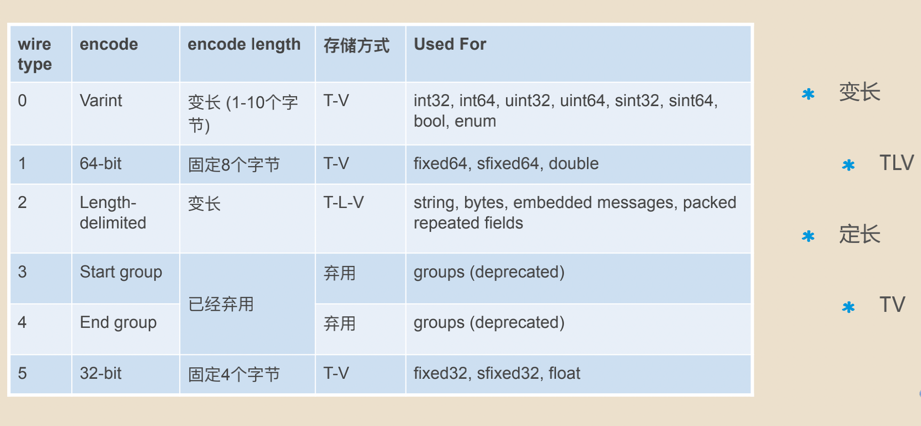 wire type
encode
encode length
存储方式
Used For
0
Varint
变长 (1-10个字
节)
T-V
int32, int64, uint32, uint64, sint32, sint64,
bool, enum
1
64-bit
固定8个字节
T-V
fixed64, sfixed64, double
2
Length-
delimited
变长
T-L-V
string, bytes, embedded messages, packed
repeated fields
3
Start group
已经弃用
弃用
groups (deprecated)
4
End group
弃用
groups (deprecated)
5
32-bit
固定4个字节
T-V
fixed32, sfixed32, float
* 变长
* TLV
* 定长
* TV